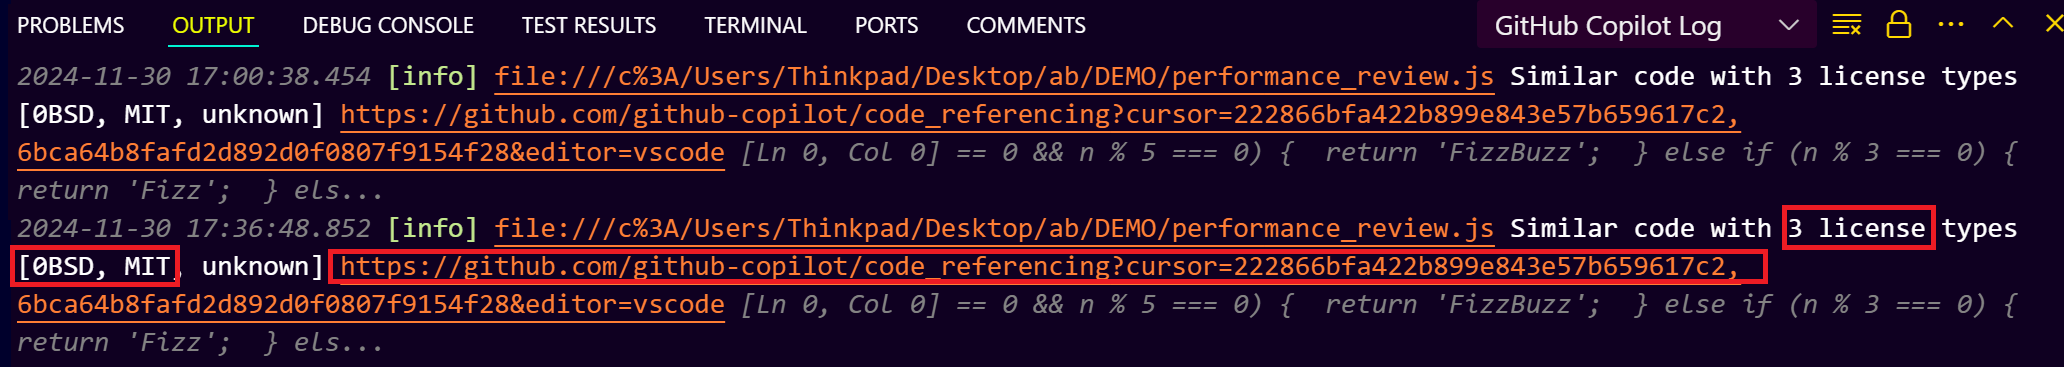 PROBLEMS OUTPUT DEBUG CONSOLE TEST RESULTS TERMINAL PORTS COMMENTS GitHub Copilot Log
2024-11-30 17:00:38.454 [info] file:///c%3A/Users/Thinkpad/Desktop/ab/DEMO/performance_review.js Similar code with 3 license types
[0BSD, MIT, unknown] https://github.com/github-copilot/code_referencing?cursor=222866bfa422b899e843e57b659617c2,
6bca64b8fafd2d892d0f0807f9154f28&editor=vscode [Ln 0, Col 0] == 0 && n % 5 === 0) {  return 'FizzBuzz';  } else if (n % 3 === 0) {
return 'Fizz';  } els...
2024-11-30 17:36:48.852 [info] file:///c%3A/Users/Thinkpad/Desktop/ab/DEMO/performance_review.js Similar code with 3 license types
[0BSD, MIT, unknown] https://github.com/github-copilot/code_referencing?cursor=222866bfa422b899e843e57b659617c2,
6bca64b8fafd2d892d0f0807f9154f28&editor=vscode [Ln 0, Col 0] == 0 && n % 5 === 0) {  return 'FizzBuzz';  } else if (n % 3 === 0) {
return 'Fizz';  } els...